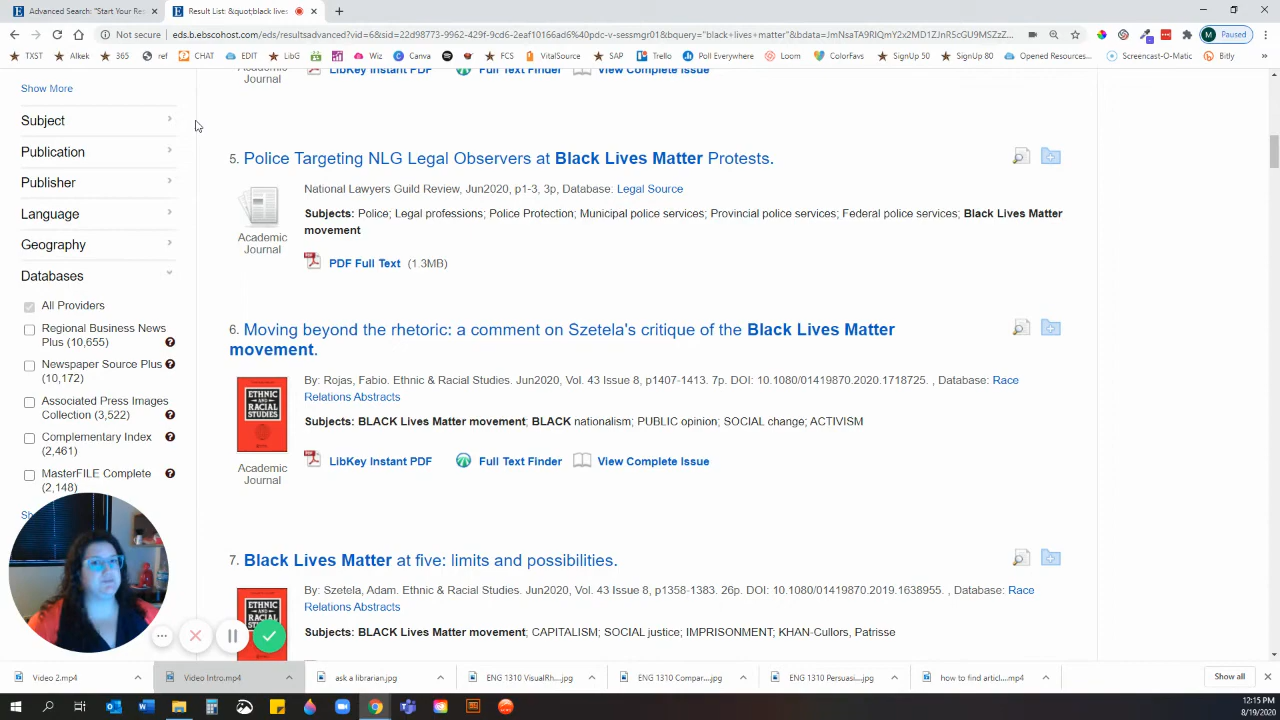 Advanced Search: "Start Your Re
Result List: &quot;black lives
eds.b.ebscohost.com/eds/resultsadvanced?vid=6&sid=22d98773-9962-429f-9cd6-2eaf10166ad6%40pdc-v-sessmgr01&bquery="black+lives+matter"&bdata=JmNsaTA9RlQmY2x2MD1ZJnR5cGU9MSZzZ...
M Paused
TXST
Alkek
365
ref
CHAT
EDIT
LibG
Wiz
Canva
FCS
VitalSource
SAP
Trello
Poll Everywhere
Loom
ColorFavs
SignUp 50
SignUp 80
Opened Resources...
Screencast-O-Matic
Bitly
»
Academic
Journal
LibKey Instant PDF
Full Text Finder
View Complete Issue
Show More
Subject
Publication
Publisher
Language
Geography
Databases
All Providers
Regional Business News
Plus (10,655)
Newspaper Source Plus
(10,172)
Associated Press Images
Collection (3,522)
Complementary Index
(2,461)
MasterFILE Complete
(2,148)
5. Police Targeting NLG Legal Observers at Black Lives Matter Protests.
National Lawyers Guild Review, Jun2020, p1-3, 3p, Database: Legal Source
Subjects: Police; Legal professions; Police Protection; Municipal police services; Provincial police services; Federal police services; Black Lives Matter
movement
Academic
Journal
PDF Full Text (1.3MB)
6. Moving beyond the rhetoric: a comment on Szetela's critique of the Black Lives Matter
movement.
By: Rojas, Fabio. Ethnic & Racial Studies. Jun2020, Vol. 43 Issue 8, p1407-1413. 7p. DOI: 10.1080/01419870.2020.1718725. , Database: Race
Relations Abstracts
ETHNIC
AND
RACIAL
STUDIES
Subjects: BLACK Lives Matter movement; BLACK nationalism; PUBLIC opinion; SOCIAL change; ACTIVISM
Academic
Journal
LibKey Instant PDF
Full Text Finder
View Complete Issue
7. Black Lives Matter at five: limits and possibilities.
By: Szetela, Adam. Ethnic & Racial Studies. Jun2020, Vol. 43 Issue 8, p1358-1383. 26p. DOI: 10.1080/01419870.2019.1638955. , Database: Race
Relations Abstracts
ETHNIC
AND
RACIAL
Subjects: BLACK Lives Matter movement; CAPITALISM; SOCIAL justice; IMPRISONMENT; KHAN-Cullors, Patrisse
Video 2.mp4
Video Intro.mp4
ask a librarian.jpg
ENG 1310 VisualRh....jpg
ENG 1310 Compar....jpg
ENG 1310 Persuasi....jpg
how to find articl....mp4
Show all
12:15 PM
8/19/2020